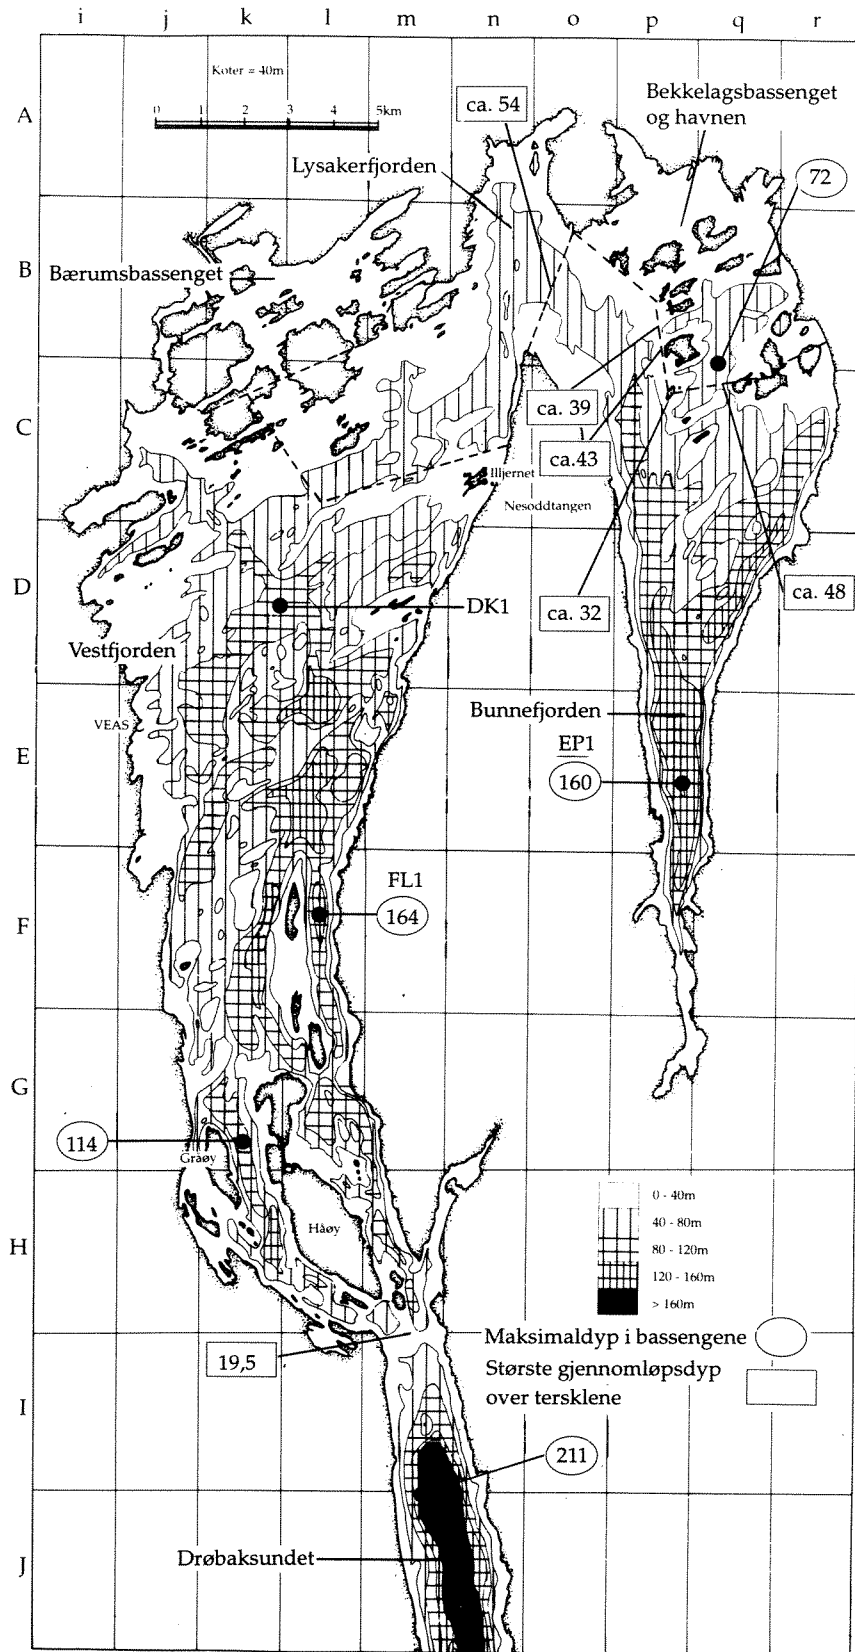 i j k l m n o p q r
A
B
C
D
E
F
G
H
I
J
Koter = 40m
0 1 2 3 4 5km
ca. 54
Bekkelagsbassenget
og havnen
Lysakerfjorden
72
Bærumsbassenget
ca. 39
ca.43
Illjernet
Nesoddtangen
DK1
ca. 32
ca. 48
Vestfjorden
VEAS
Bunnefjorden
EP1
160
FL1
164
114
Gråøy
Håøy
0 - 40m
40 - 80m
80 - 120m
120 - 160m
> 160m
19,5
Maksimaldyp i bassengene
Største gjennomløpsdyp
over tersklene
211
Drøbaksundet